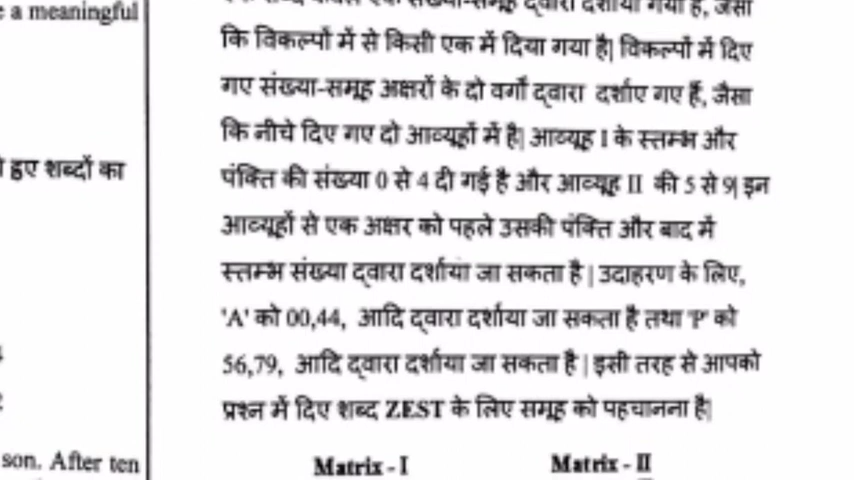 e a meaningful
हुए शब्दों का
son. After ten
कि विकल्पों में से किसी एक में दिया गया है| विकल्पों में दिए
गए संख्या-समूह अक्षरों के दो वर्गों द्वारा दर्शाए गए हैं, जैसा
कि नीचे दिए गए दो आव्यूहों में है| आव्यूह I के स्तम्भ और
पंक्ति की संख्या 0 से 4 दी गई है और आव्यूह II की 5 से 9| इन
आव्यूहों से एक अक्षर को पहले उसकी पंक्ति और बाद में
स्तम्भ संख्या द्वारा दर्शाया जा सकता है | उदाहरण के लिए,
'A' को 00,44, आदि द्वारा दर्शाया जा सकता है तथा 'P' को
56,79, आदि द्वारा दर्शाया जा सकता है | इसी तरह से आपको
प्रश्न में दिए शब्द ZEST के लिए समूह को पहचानना है|
Matrix - I Matrix - II